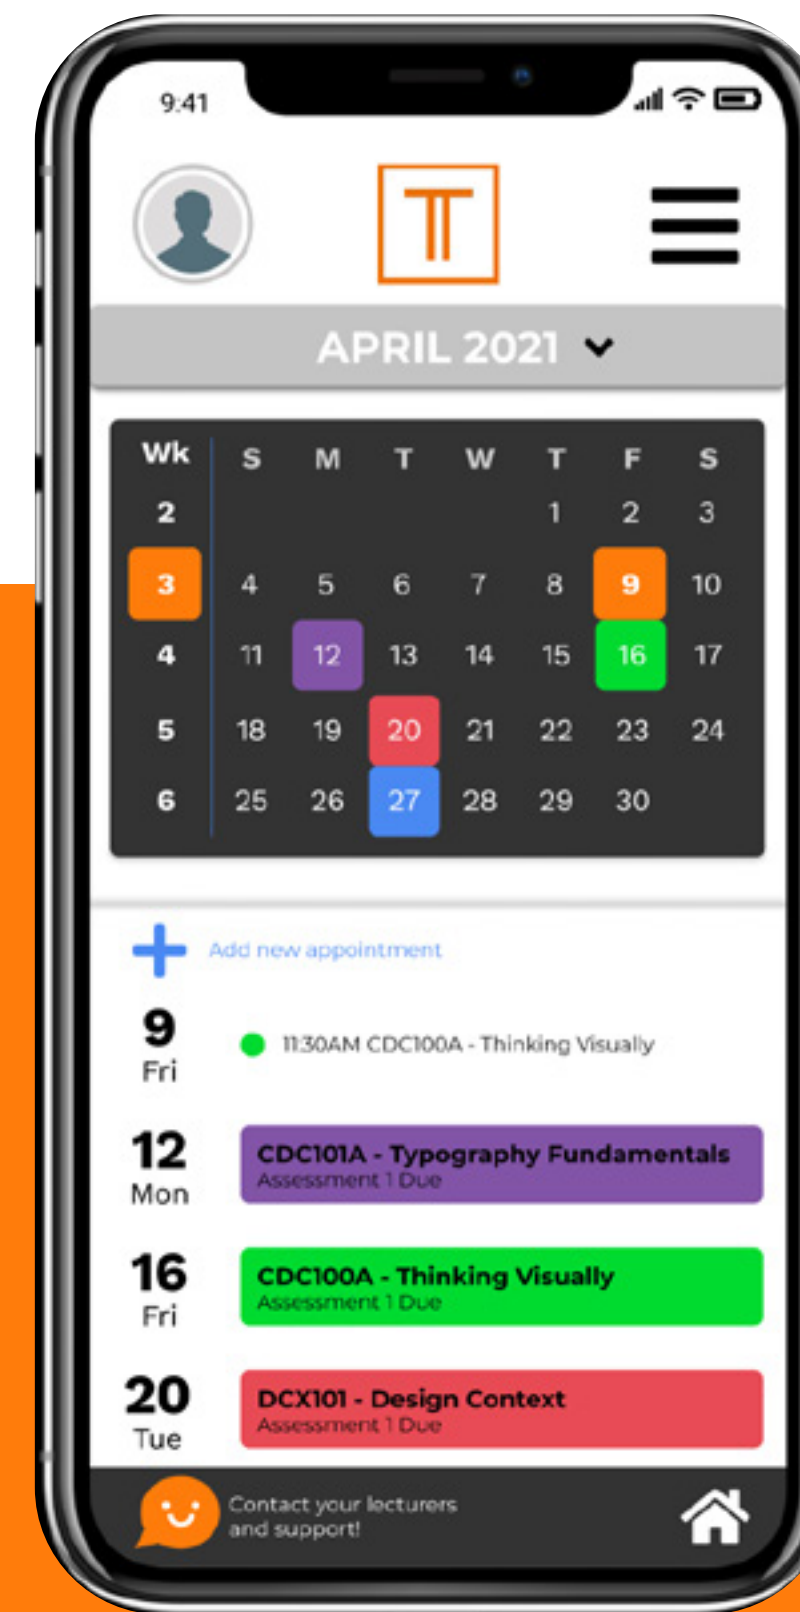 9:41
T
APRIL 2021
Wk S M T W T F S
2 1 2 3
3 4 5 6 7 8 9 10
4 11 12 13 14 15 16 17
5 18 19 20 21 22 23 24
6 25 26 27 28 29 30
Add new appointment
9
Fri
11:30AM CDC100A - Thinking Visually
12
Mon
CDC101A - Typography Fundamentals
Assessment 1 Due
16
Fri
CDC100A - Thinking Visually
Assessment 1 Due
20
Tue
DCX101 - Design Context
Assessment 1 Due
Contact your lecturers
and support!